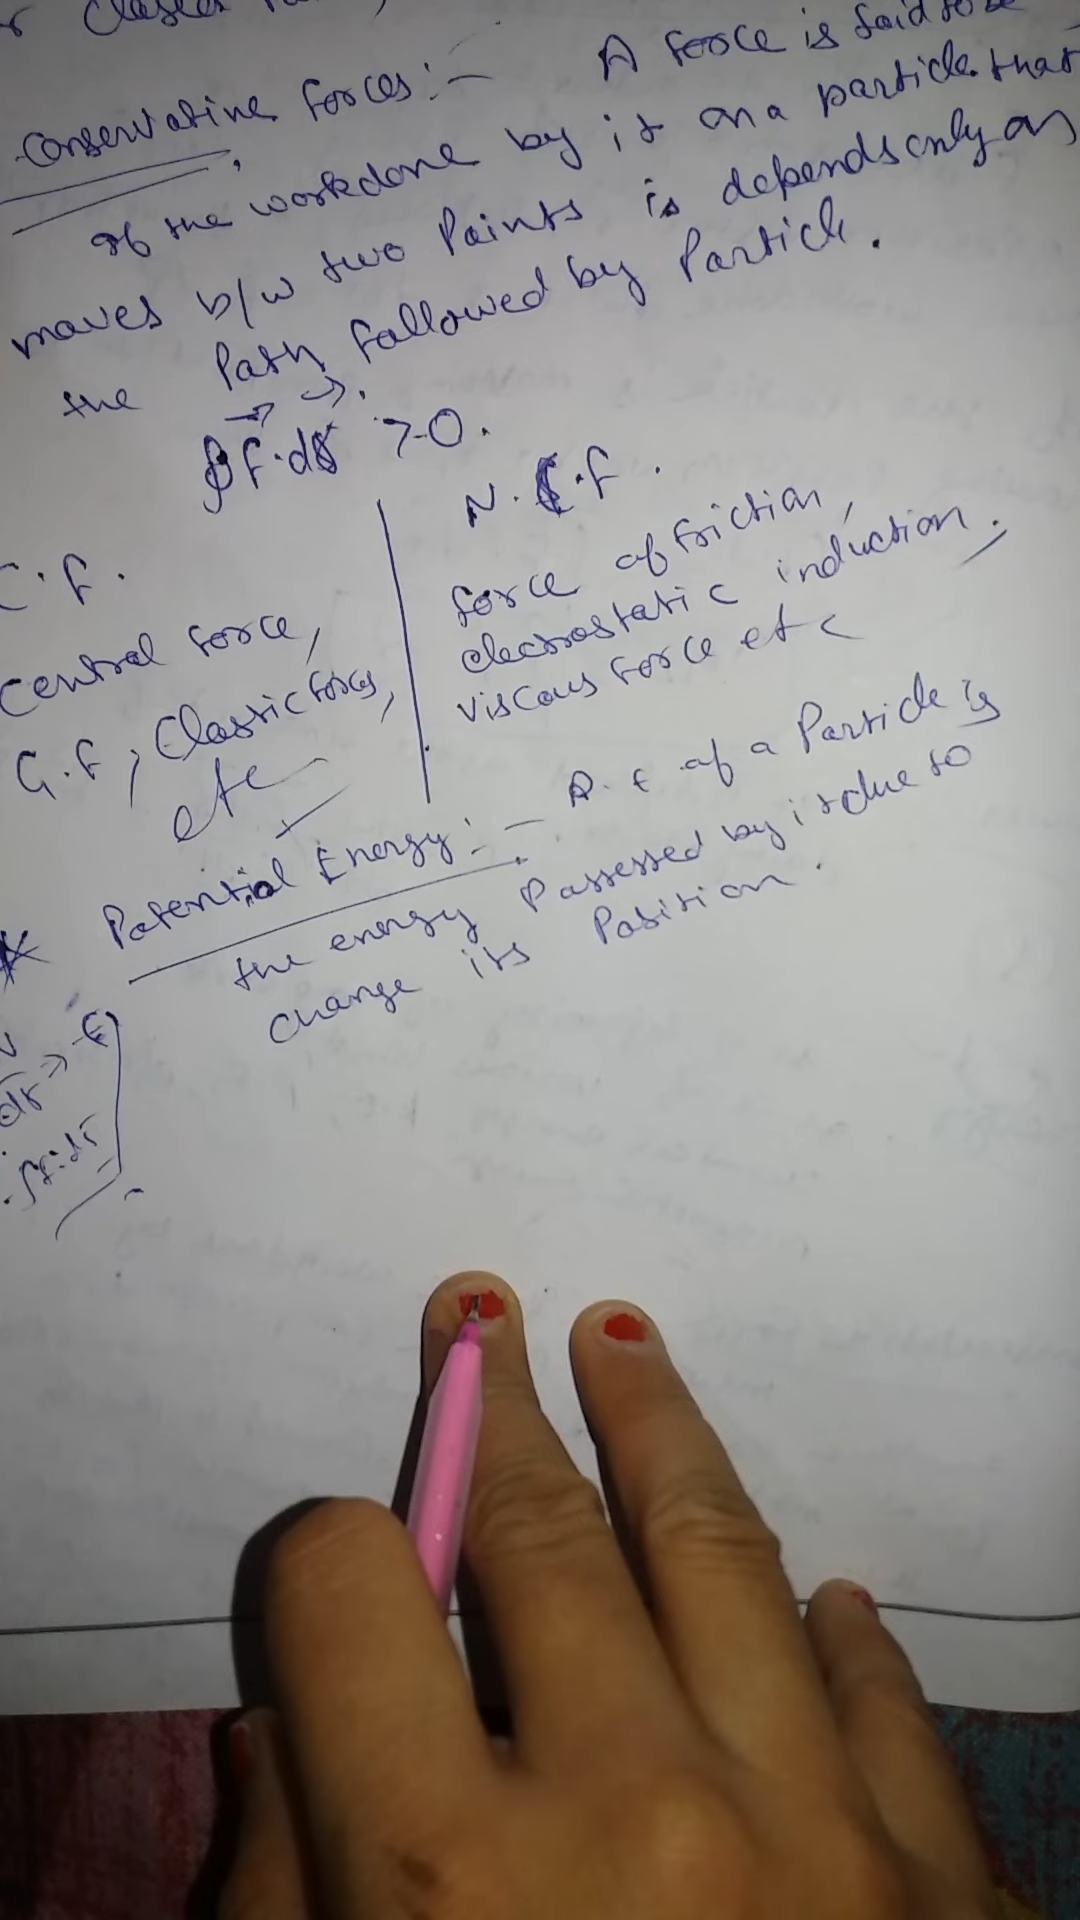 Conservative forces :- A force is said to be
If the workdone by it on a particle that
moves b/w two Points is depends only on
the Path followed by Particle.
∮F⃗.dr⃗ >0.
C.F.
Central force,
G.F, Classic forces,
etc
N.C.F.
force of friction,
electrostatic induction,
viscous force etc
* Potential Energy :- P.E of a Particle is
the energy Possessed by it due to
change its Position.